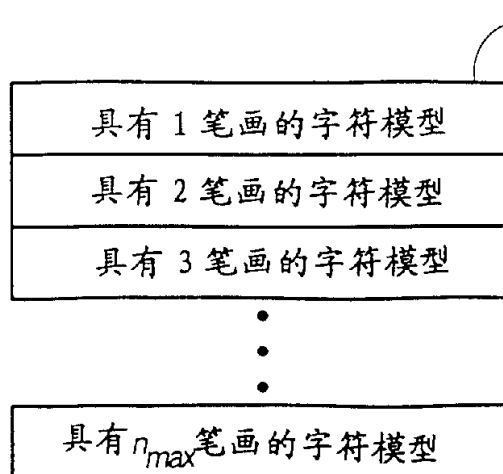 具有 1 笔画的字符模型
具有 2 笔画的字符模型
具有 3 笔画的字符模型
具有n_max笔画的字符模型